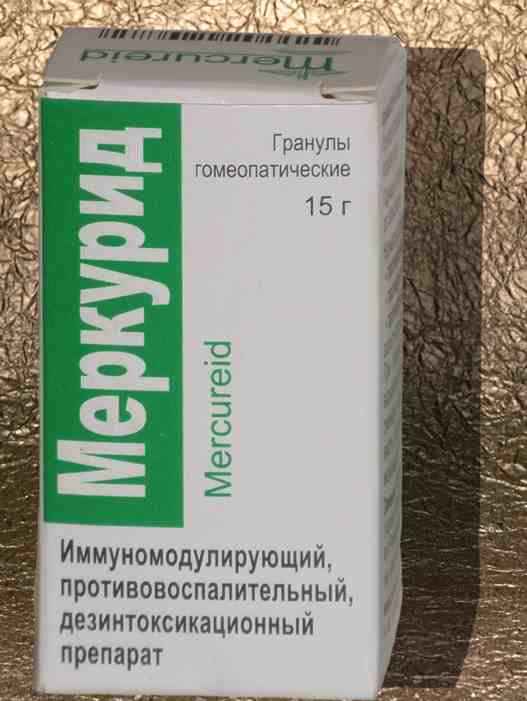 Mercureid
Гранулы
гомеопатические
15 г
Меркурид
Mercureid
Иммуномодулирующий,
противовоспалительный,
дезинтоксикационный
препарат